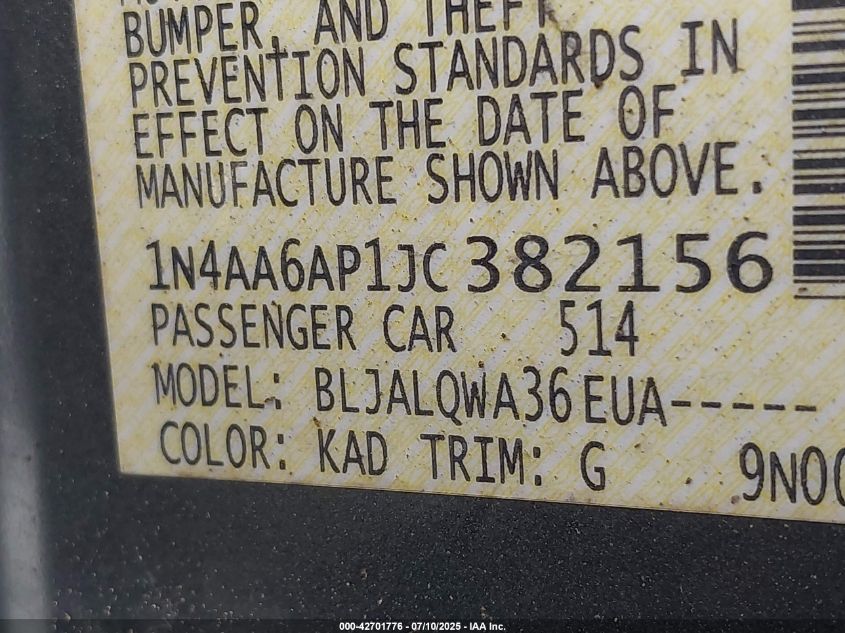 BUMPER, AND THEFT
PREVENTION STANDARDS IN
EFFECT ON THE DATE OF
MANUFACTURE SHOWN ABOVE.
1N4AA6AP1JC382156
PASSENGER CAR 514
MODEL: BLJALQWA36EUA-----
COLOR: KAD TRIM: G 9N00
000-42701776 - 07/10/2025 - IAA Inc.